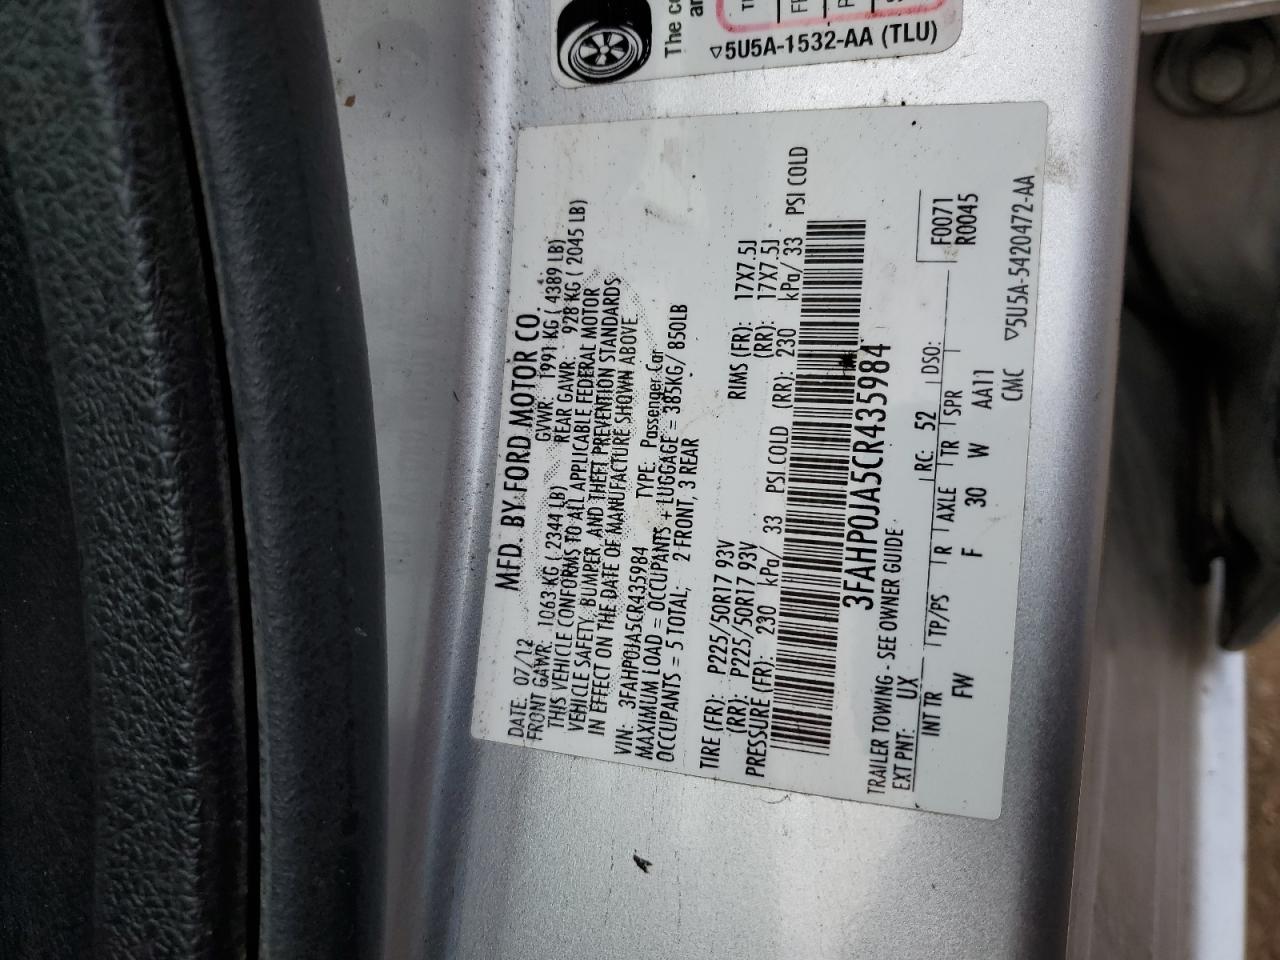 The co
an
▽5U5A-1532-AA (TLU)
MFD. BY FORD MOTOR CO.
DATE: 07/12 GVWR: 1991 KG ( 4389 LB)
FRONT GAWR: 1063 KG ( 2344 LB) REAR GAWR: 928 KG ( 2045 LB)
THIS VEHICLE CONFORMS TO ALL APPLICABLE FEDERAL MOTOR
VEHICLE SAFETY, BUMPER, AND THEFT PREVENTION STANDARDS
IN EFFECT ON THE DATE OF MANUFACTURE SHOWN ABOVE
VIN: 3FAHP0JA5CR435984 TYPE: Passenger Car
MAXIMUM LOAD = OCCUPANTS + LUGGAGE = 385KG/ 850LB
OCCUPANTS = 5 TOTAL; 2 FRONT, 3 REAR
TIRE (FR): P225/50R17 93V RIMS (FR): 17X7.5J
(RR): P225/50R17 93V (RR): 17X7.5J
PRESSURE (FR): 230 kPa/ 33 PSI COLD (RR): 230 kPa/ 33 PSI COLD
3FAHP0JA5CR435984
TRAILER TOWING - SEE OWNER GUIDE
EXT PNT: UX RC: 52 DSO: F0071
R0045
INT TR TP/PS R AXLE TR SPR
FW F 30 W AA11
CMC ▽5U5A-5420472-AA